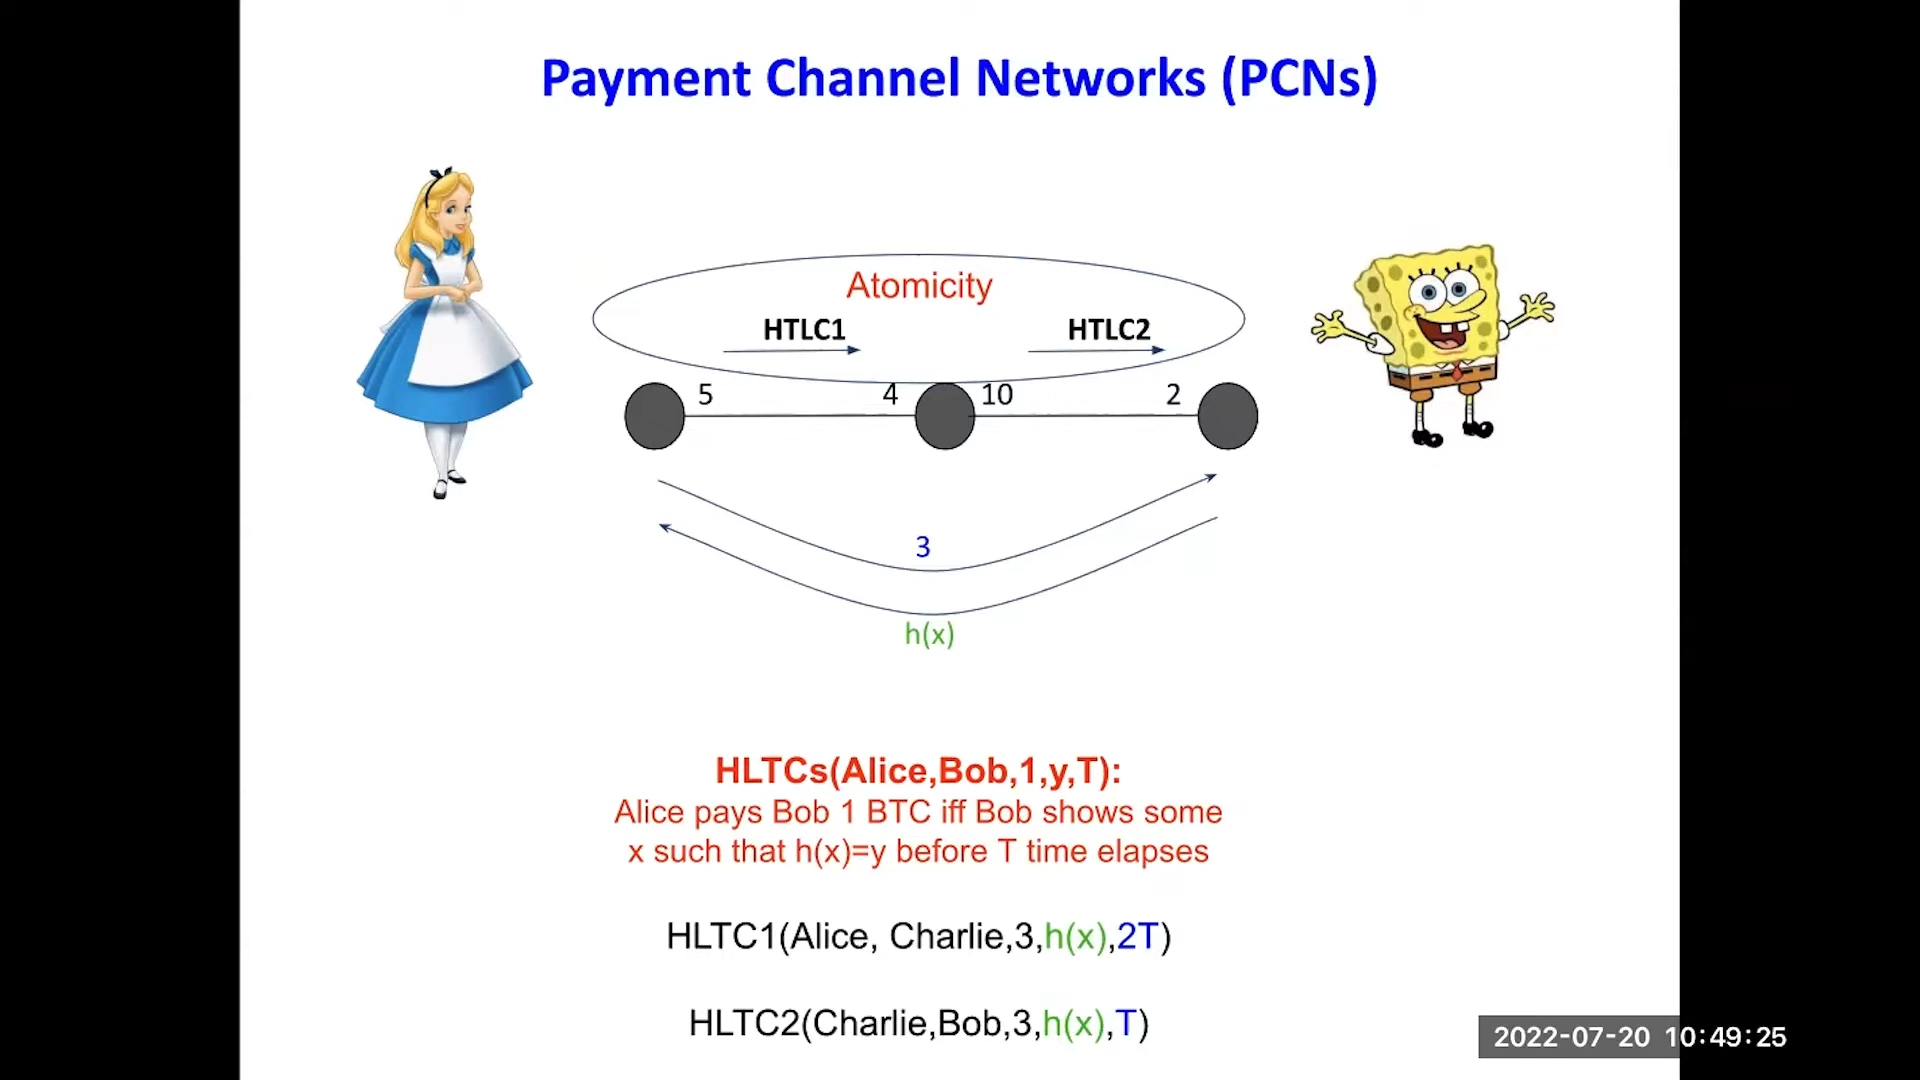 Payment Channel Networks (PCNs)
Atomicity
HTLC1
HTLC2
5
4
10
2
3
h(x)
HLTCs(Alice,Bob,1,y,T):
Alice pays Bob 1 BTC iff Bob shows some
x such that h(x)=y before T time elapses
HLTC1(Alice, Charlie,3,h(x),2T)
HLTC2(Charlie,Bob,3,h(x),T)
2022-07-20 10:49:25